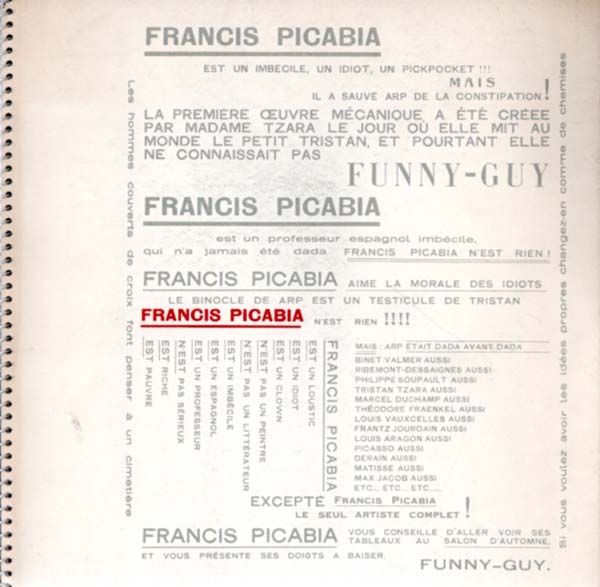 FRANCIS PICABIA
EST UN IMBECILE, UN IDIOT, UN PICKPOCKET !!!
MAIS
IL A SAUVÉ ARP DE LA CONSTIPATION !
LA PREMIÈRE ŒUVRE MÉCANIQUE A ÉTÉ CRÉEE
PAR MADAME TZARA LE JOUR OÙ ELLE MIT AU
MONDE LE PETIT TRISTAN, ET POURTANT ELLE
NE CONNAISSAIT PAS
FUNNY-GUY
FRANCIS PICABIA
est un professeur espagnol imbécile,
qui n'a jamais été dada FRANCIS PICABIA N'EST RIEN !
FRANCIS PICABIA AIME LA MORALE DES IDIOTS
LE BINOCLE DE ARP EST UN TESTICULE DE TRISTAN
FRANCIS PICABIA N'EST RIEN !!!!
EST PAUVRE
EST RICHE
N'EST PAS SÉRIEUX
EST UN PROFESSEUR
EST UN ESPAGNOL
EST UN IMBÉCILE
N'EST PAS UN LITTÉRATEUR
N'EST PAS UN PEINTRE
EST UN CLOWN
EST UN IDIOT
EST UN LOUSTIC
FRANCIS PICABIA
MAIS : ARP ÉTAIT DADA AVANT DADA
BINET VALMER AUSSI
RIBEMONT-DESSAIGNES AUSSI
PHILIPPE SOUPAULT AUSSI
TRISTAN TZARA AUSSI
MARCEL DUCHAMP AUSSI
THÉODORE FRAENKEL AUSSI
LOUIS VAUXCELLES AUSSI
FRANTZ JOURDAIN AUSSI
LOUIS ARAGON AUSSI
PICASSO AUSSI
DERAIN AUSSI
MATISSE AUSSI
MAX JACOB AUSSI
ETC... ETC... ETC.....
EXCEPTÉ FRANCIS PICABIA
LE SEUL ARTISTE COMPLET !
FRANCIS PICABIA VOUS CONSEILLE D'ALLER VOIR SES
TABLEAUX AU SALON D'AUTOMNE,
ET VOUS PRÉSENTE SES DOIGTS A BAISER.
FUNNY-GUY.
Les hommes couverts de croix font penser à un cimetière
Si vous voulez avoir les idées propres changez-en comme de chemises